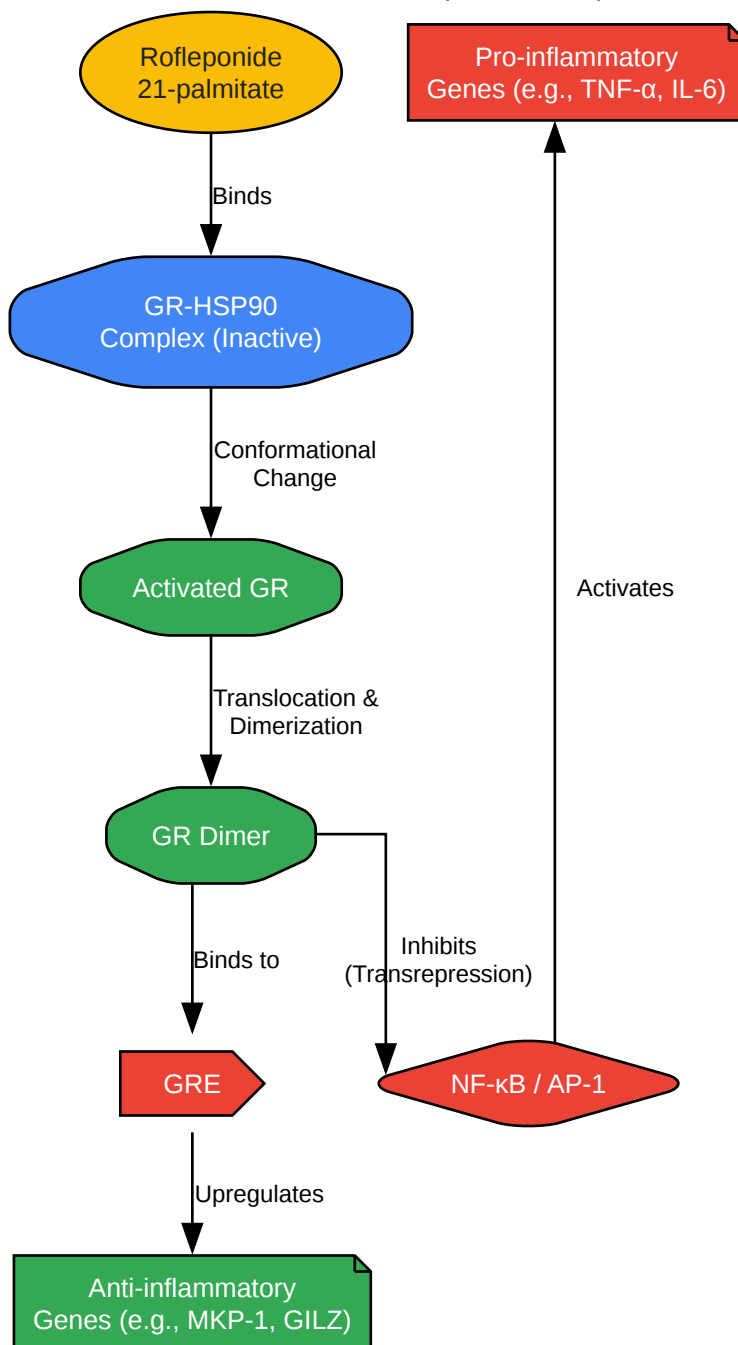 Rofleponide
21-palmitate
Pro-inflammatory
Genes (e.g., TNF-α, IL-6)
Binds
GR-HSP90
Complex (Inactive)
Conformational
Change
Activated GR
Activates
Translocation &
Dimerization
GR Dimer
Binds to
Inhibits
(Transrepression)
GRE
NF-κB / AP-1
Upregulates
Anti-inflammatory
Genes (e.g., MKP-1, GILZ)